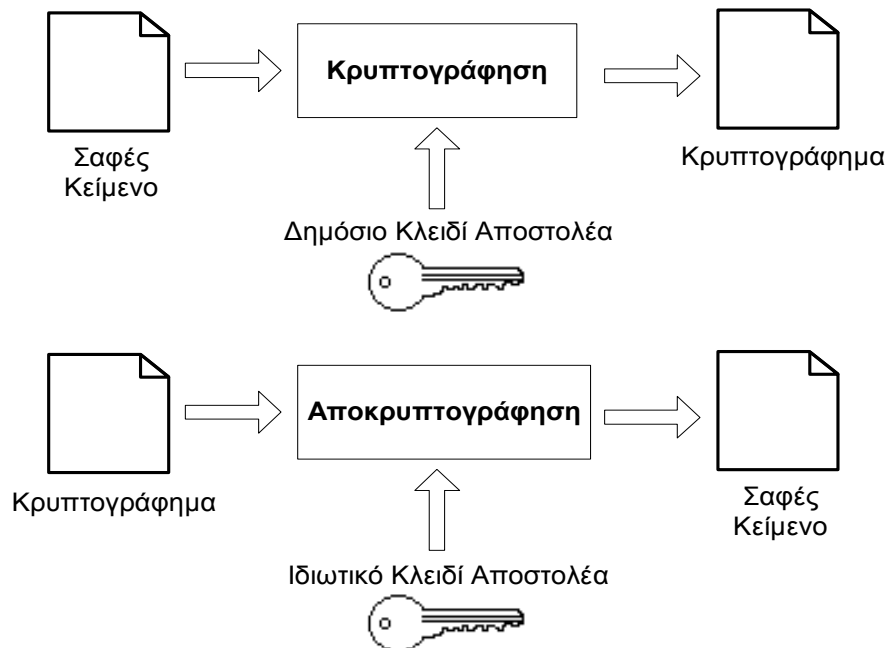 Κρυπτογράφηση
Σαφές
Κείμενο
Κρυπτογράφημα
Δημόσιο Κλειδί Αποστολέα
Αποκρυπτογράφηση
Κρυπτογράφημα
Σαφές
Κείμενο
Ιδιωτικό Κλειδί Αποστολέα